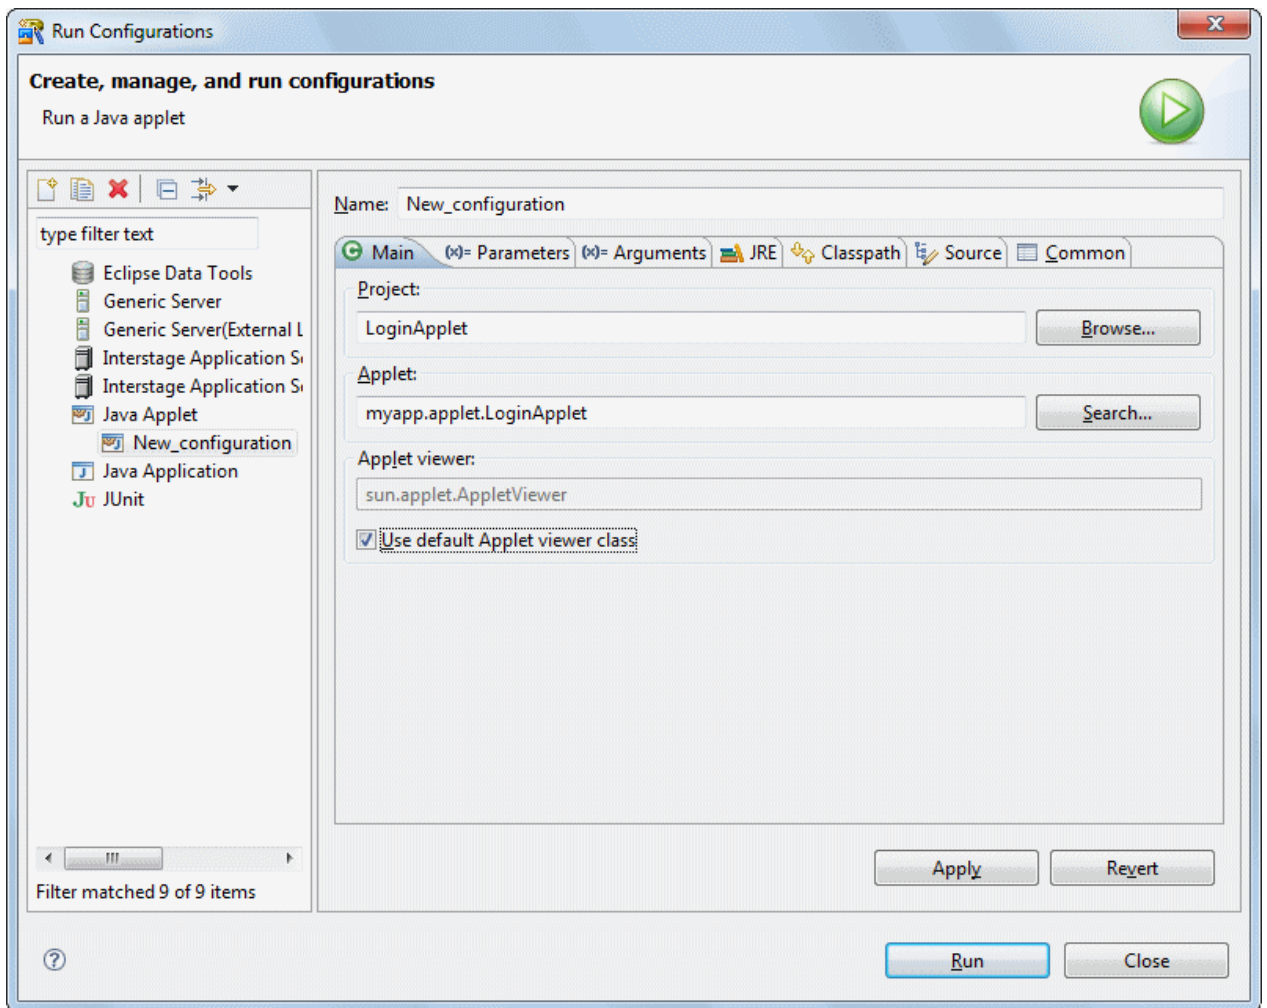 Run Configurations
Create, manage, and run configurations
Run a Java applet
type filter text
Eclipse Data Tools
Generic Server
Generic Server(External L
Interstage Application Se
Interstage Application Se
Java Applet
New_configuration
Java Application
JUnit
Filter matched 9 of 9 items
Name: New_configuration
Main (x)= Parameters (x)= Arguments JRE Classpath Source Common
Project:
LoginApplet Browse...
Applet:
myapp.applet.LoginApplet Search...
Applet viewer:
sun.applet.AppletViewer
Use default Applet viewer class
Apply Revert
Run Close